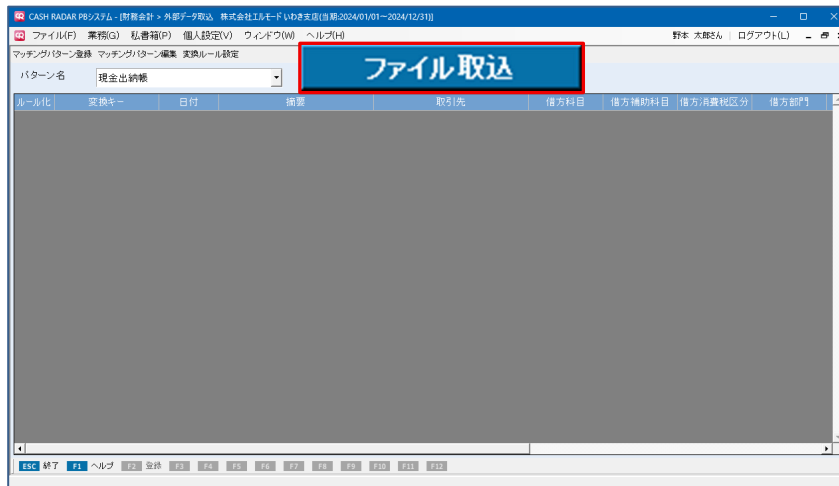 CASH RADAR PBシステム - [財務会計 > 外部データ取込 株式会社エルモード いわき支店(当期:2024/01/01～2024/12/31)]
ファイル(F) 業務(G) 私書箱(P) 個人設定(V) ウィンドウ(W) ヘルプ(H) 野本 太郎さん ログアウト(L)
マッチングパターン登録 マッチングパターン編集 変換ルール設定
パターン名 現金出納帳 ファイル取込
ルール化 変換キー 日付 摘要 取引先 借方科目 借方補助科目 借方消費税区分 借方部門
ESC 終了 F1 ヘルプ F2 登録 F3 F4 F5 F6 F7 F8 F9 F10 F11 F12